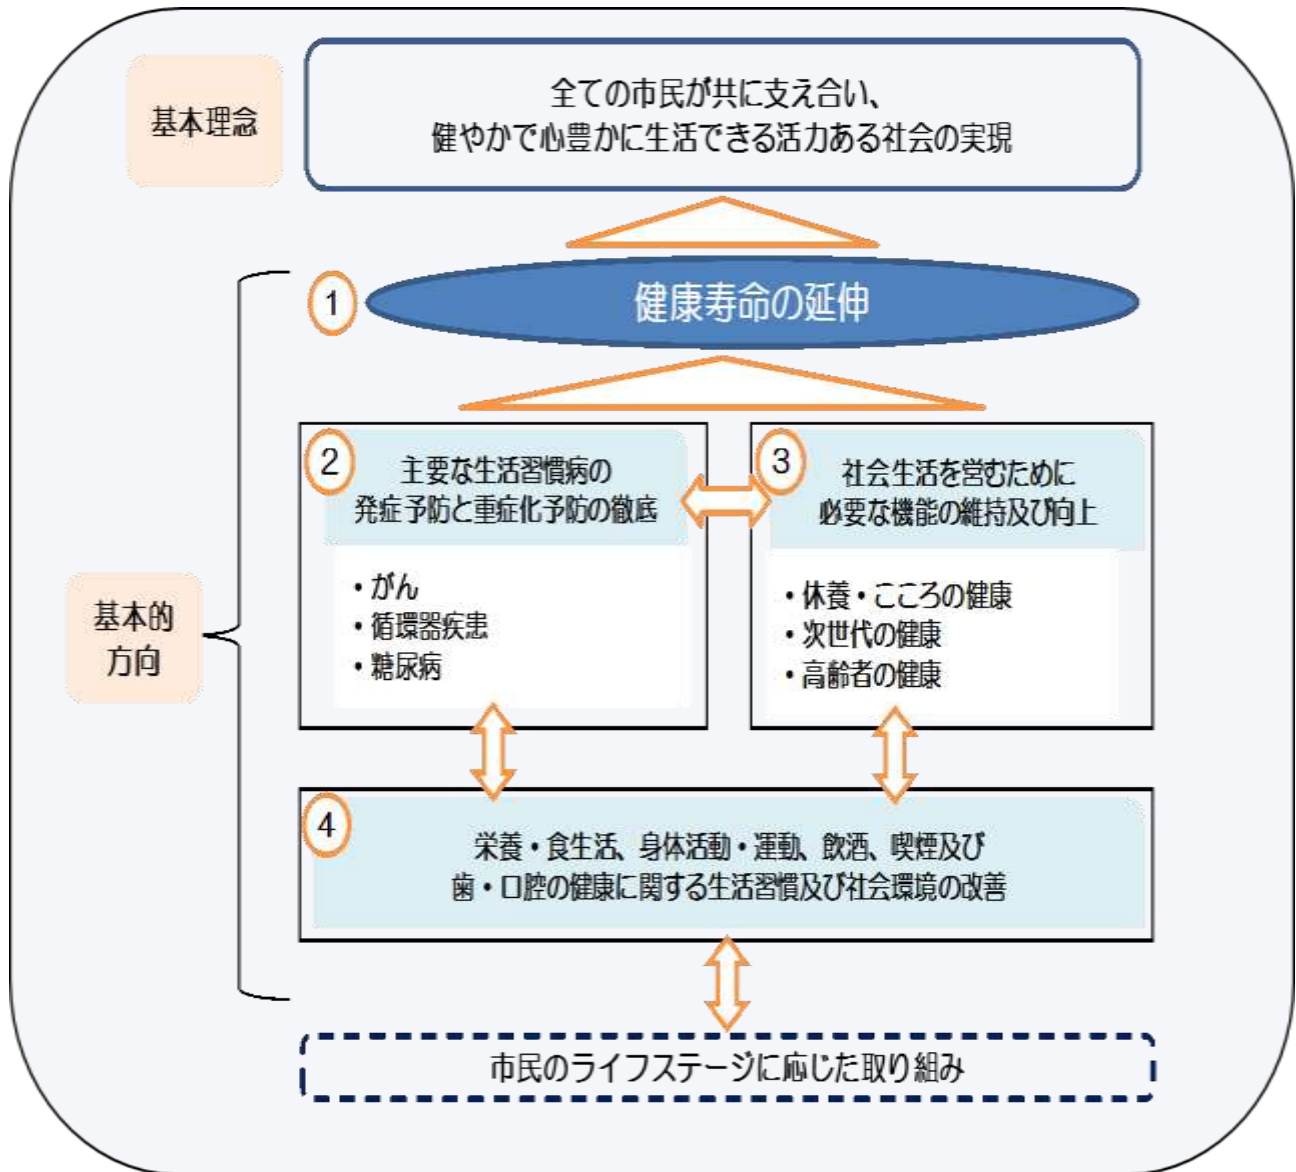 基本理念
全ての市民が共に支え合い、
健やかで心豊かに生活できる活力ある社会の実現
基本的
方向
1
健康寿命の延伸
2
主要な生活習慣病の
発症予防と重症化予防の徹底
・がん
・循環器疾患
・糖尿病
3
社会生活を営むために
必要な機能の維持及び向上
・休養・こころの健康
・次世代の健康
・高齢者の健康
4
栄養・食生活、身体活動・運動、飲酒、喫煙及び
歯・口腔の健康に関する生活習慣及び社会環境の改善
市民のライフステージに応じた取り組み